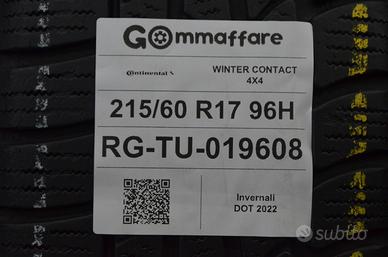 GOmmaffare
Continental WINTER CONTACT
4X4
215/60 R17 96H
RG-TU-019608
Invernali
DOT 2022
subito